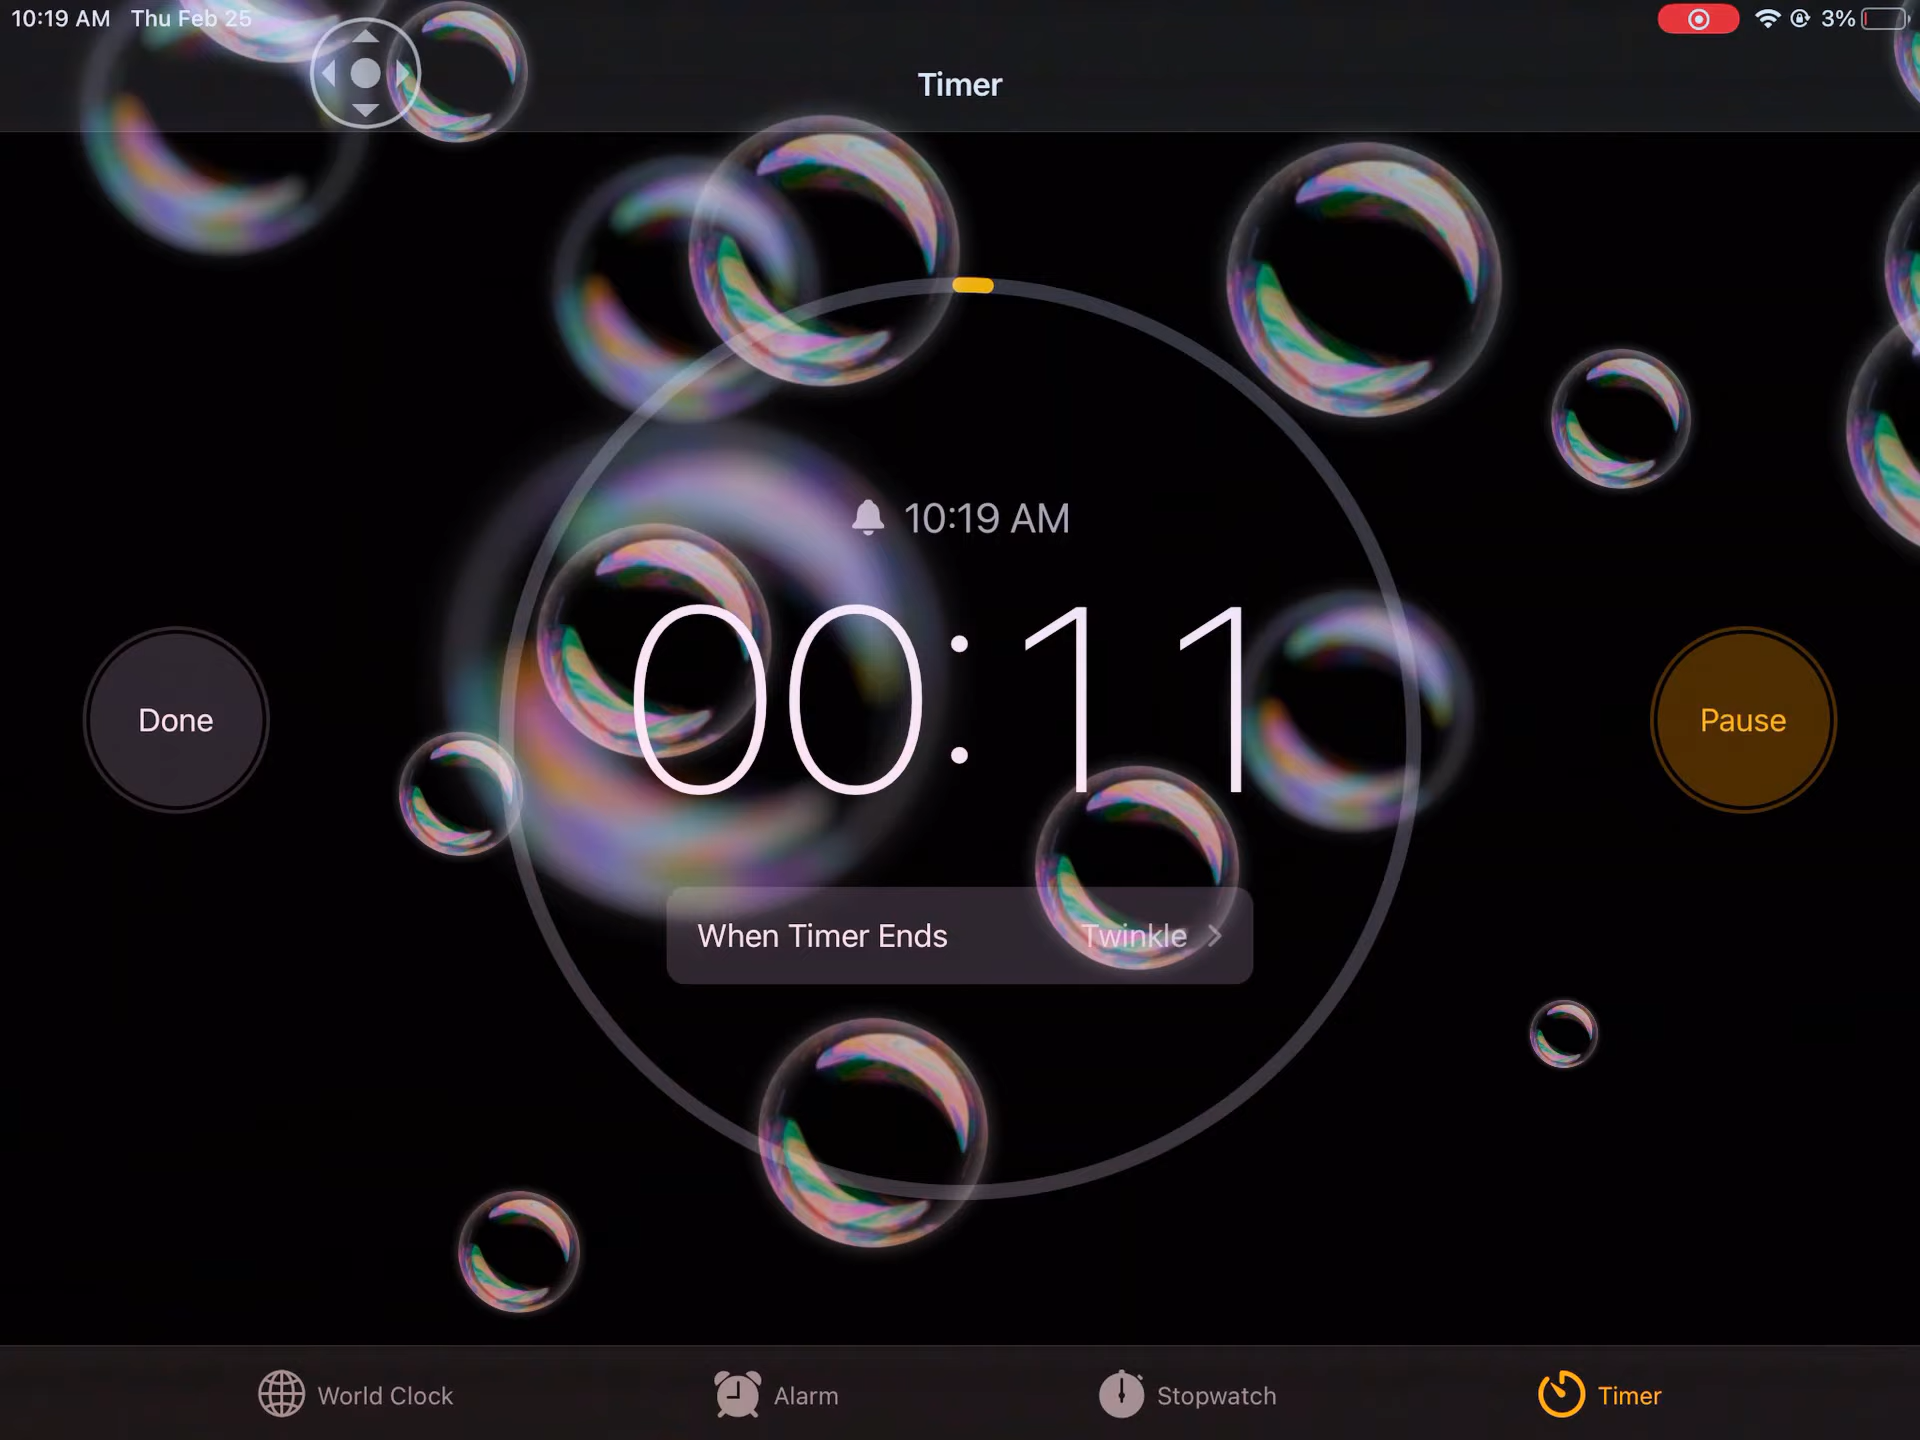 10:19 AM Thu Feb 25
3%
Timer
10:19 AM
00:11
Done
Pause
When Timer Ends Twinkle
World Clock Alarm Stopwatch Timer